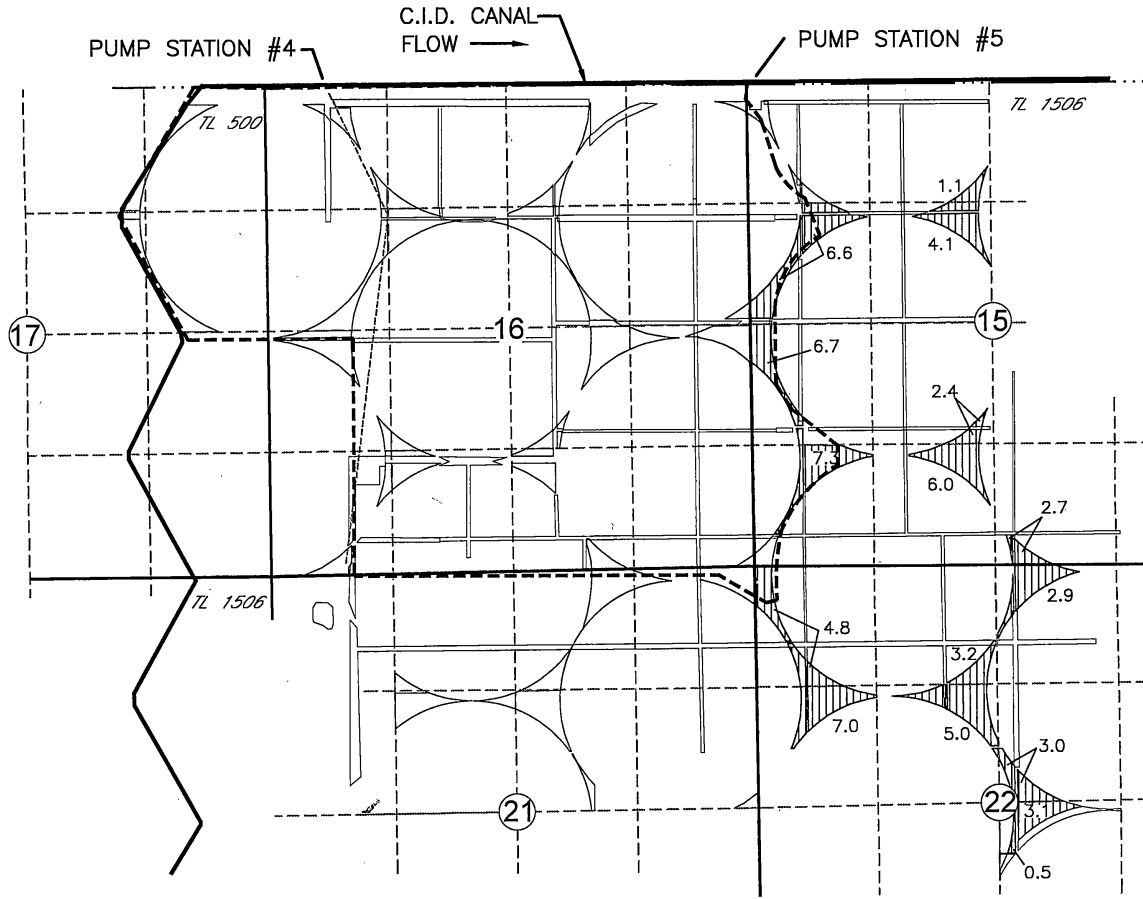 C.I.D. CANAL
FLOW
PUMP STATION #4
PUMP STATION #5
TL 500
TL 1506
1.1
4.1
6.6
17
16
15
6.7
2.4
7.3
6.0
2.7
2.9
TL 1506
4.8
3.2
7.0
5.0
3.0
21
22
0.5